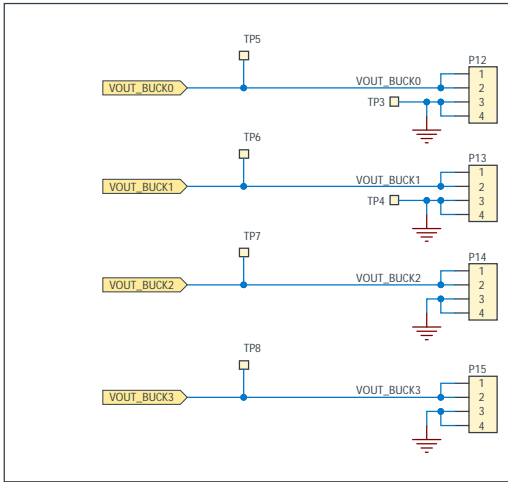 TP5
P12
VOUT_BUCK0
VOUT_BUCK0
1
2
TP3
3
4
TP6
P13
VOUT_BUCK1
VOUT_BUCK1
1
2
TP4
3
4
TP7
P14
VOUT_BUCK2
VOUT_BUCK2
1
2
3
4
TP8
P15
VOUT_BUCK3
VOUT_BUCK3
1
2
3
4